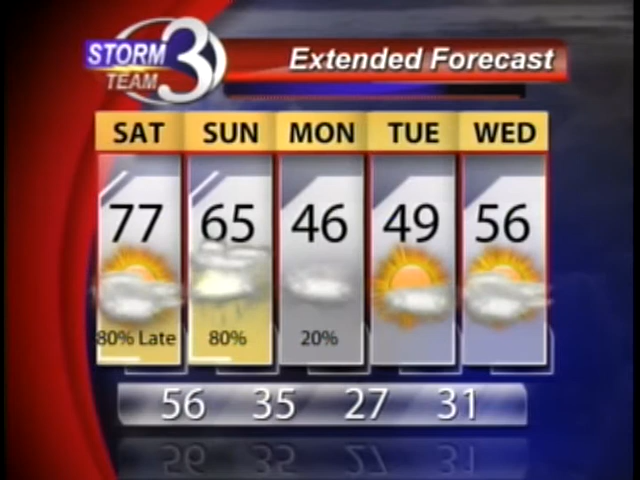 STORM
TEAM
3
Extended Forecast
SAT SUN MON TUE WED
77 65 46 49 56
80% Late 80% 20%
56 35 27 31